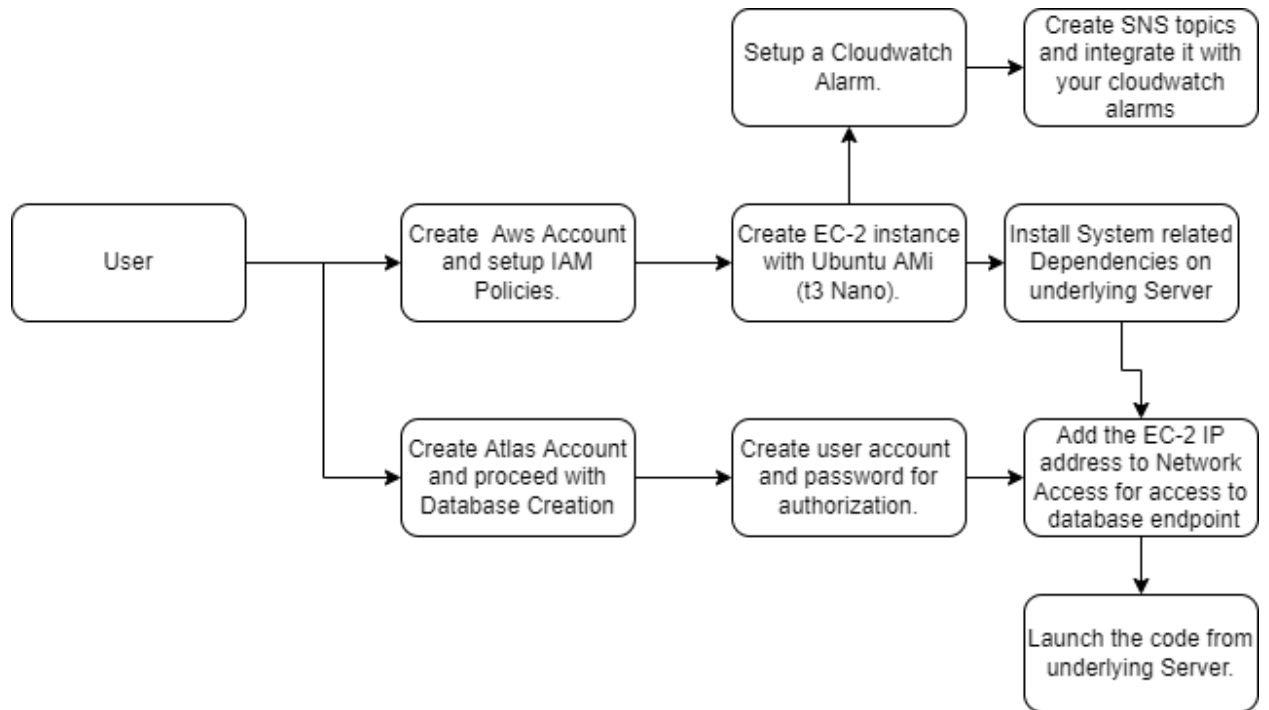 Setup a Cloudwatch
Alarm.
Create SNS topics
and integrate it with
your cloudwatch
alarms
User
Create Aws Account
and setup IAM
Policies.
Create EC-2 instance
with Ubuntu AMi
(t3 Nano).
Install System related
Dependencies on
underlying Server
Create Atlas Account
and proceed with
Database Creation
Create user account
and password for
authorization.
Add the EC-2 IP
address to Network
Access for access to
database endpoint
Launch the code from
underlying Server.